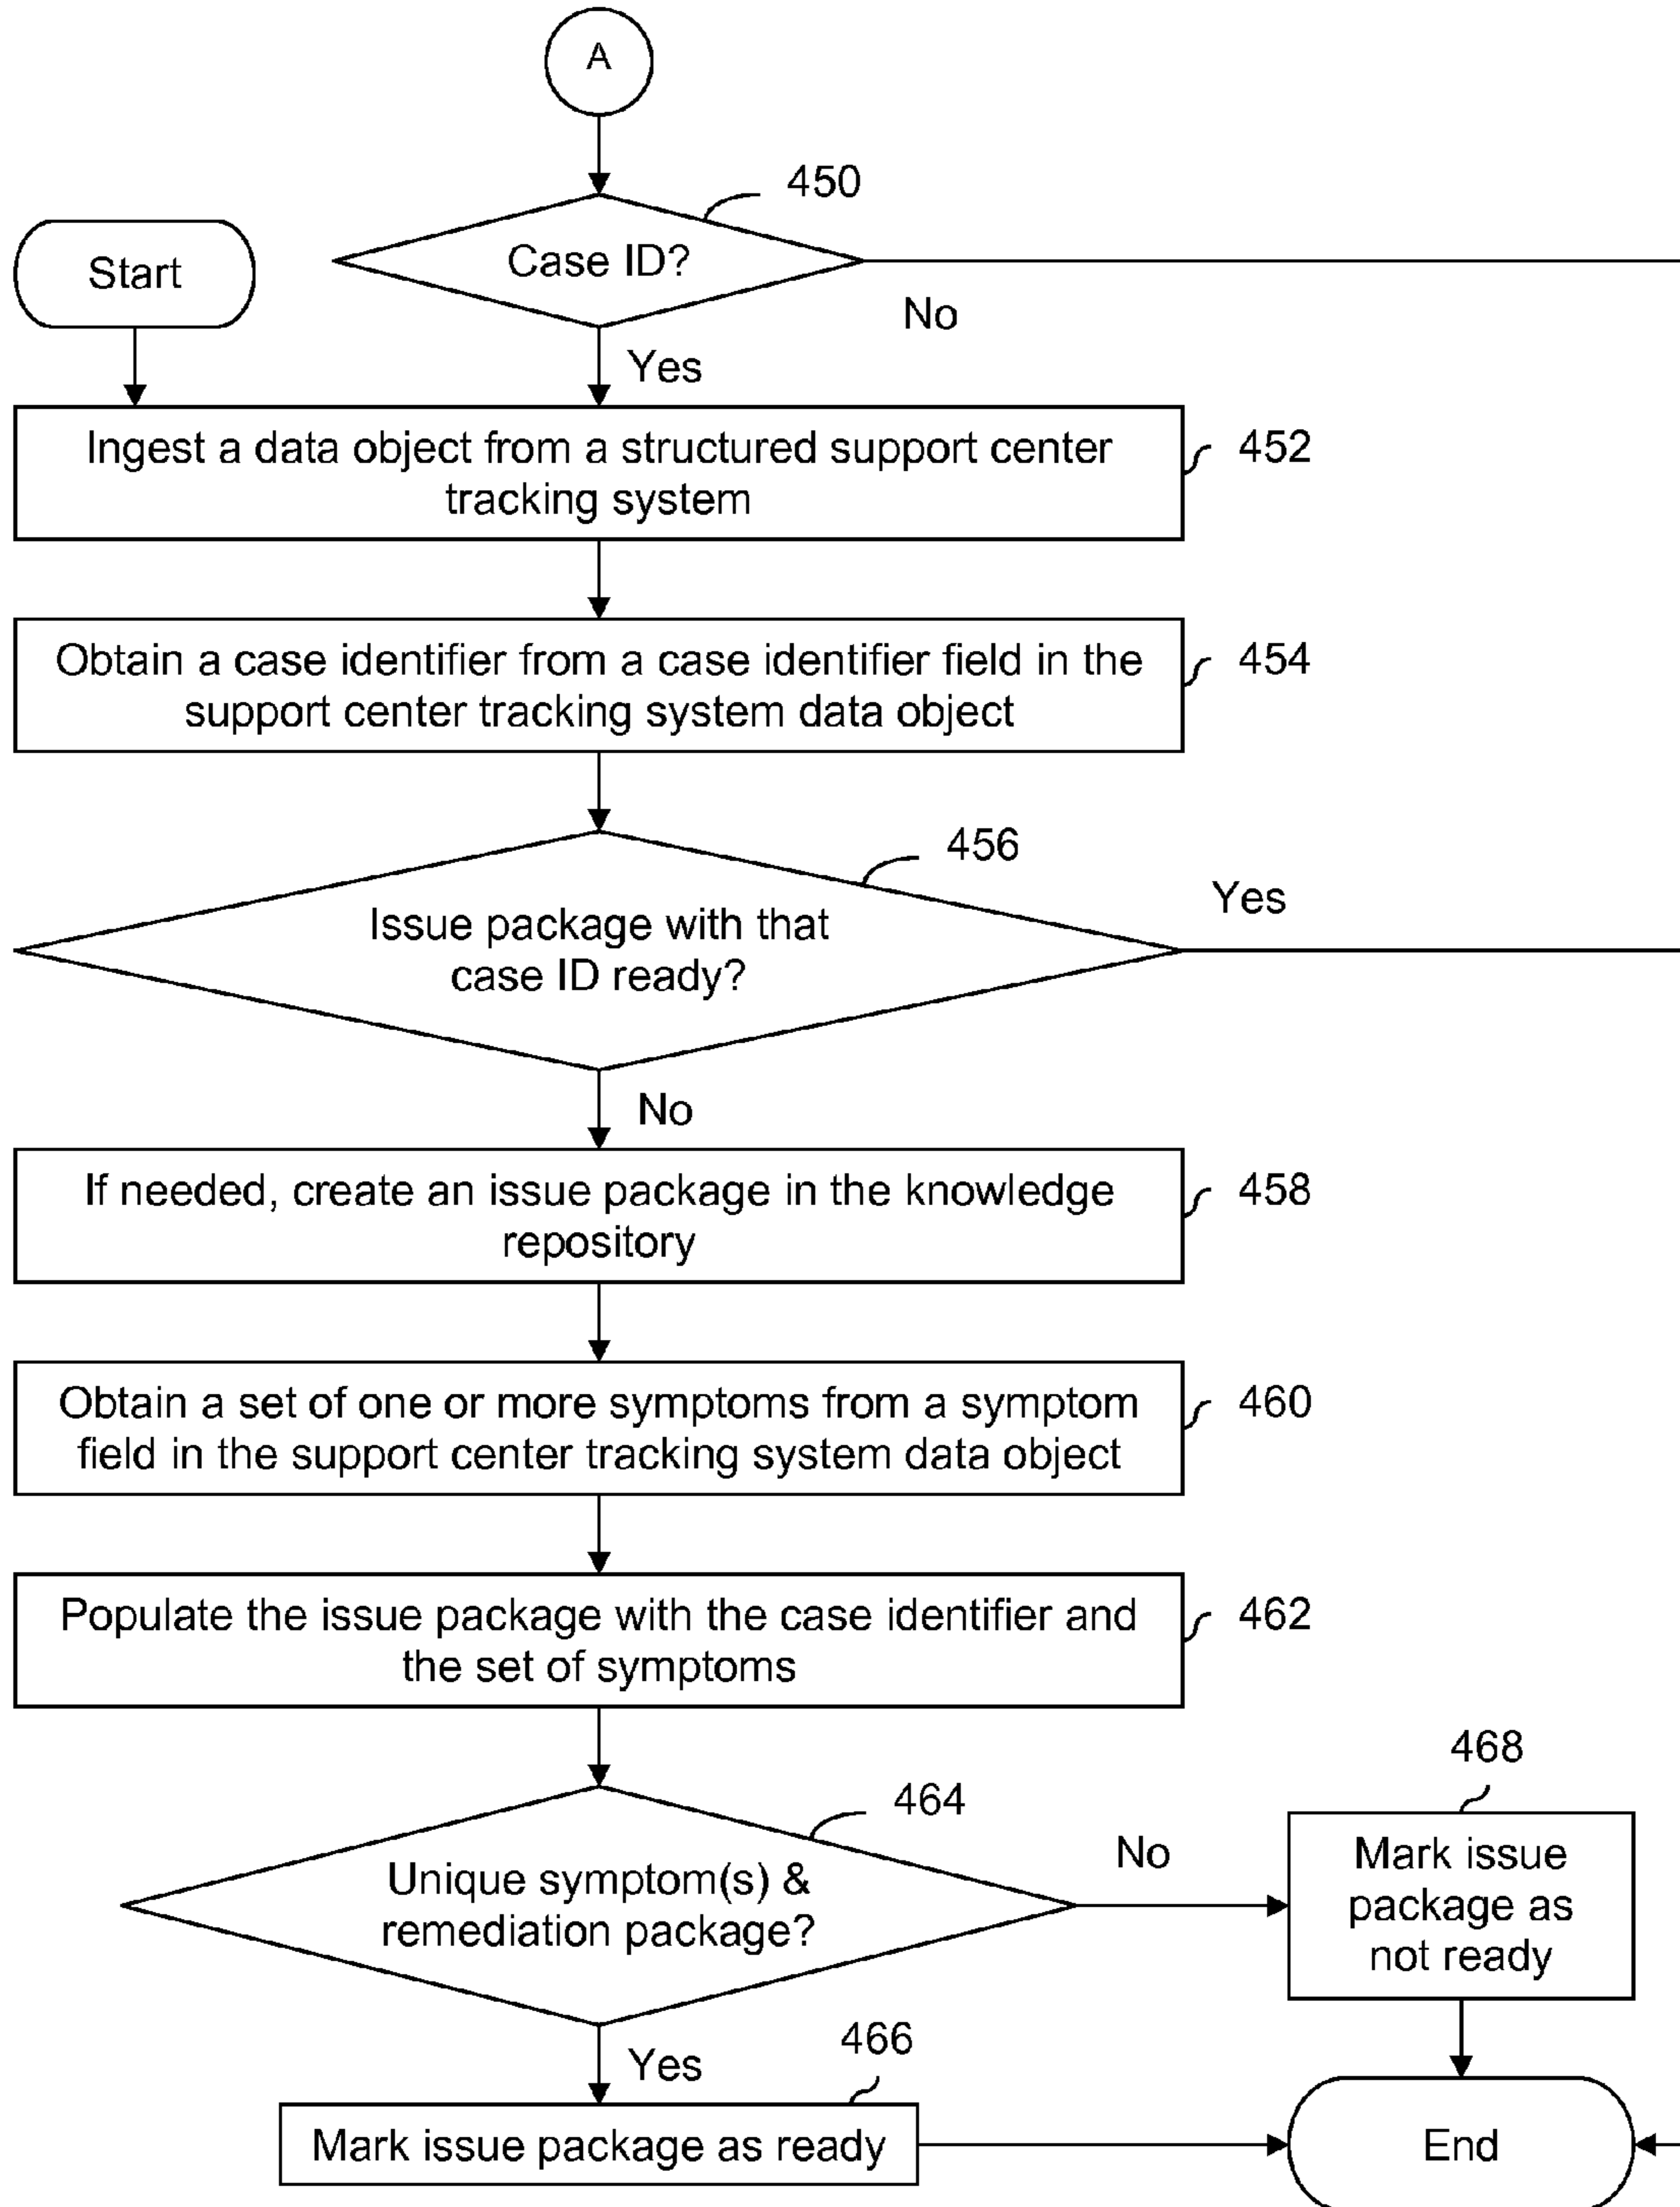 A
450
Case ID?
No
Start
Yes
Ingest a data object from a structured support center
tracking system
452
Obtain a case identifier from a case identifier field in the
support center tracking system data object
454
456
Issue package with that
case ID ready?
Yes
No
If needed, create an issue package in the knowledge
repository
458
Obtain a set of one or more symptoms from a symptom
field in the support center tracking system data object
460
Populate the issue package with the case identifier and
the set of symptoms
462
464
Unique symptom(s) &
remediation package?
No
468
Mark issue
package as
not ready
Yes
466
Mark issue package as ready
End